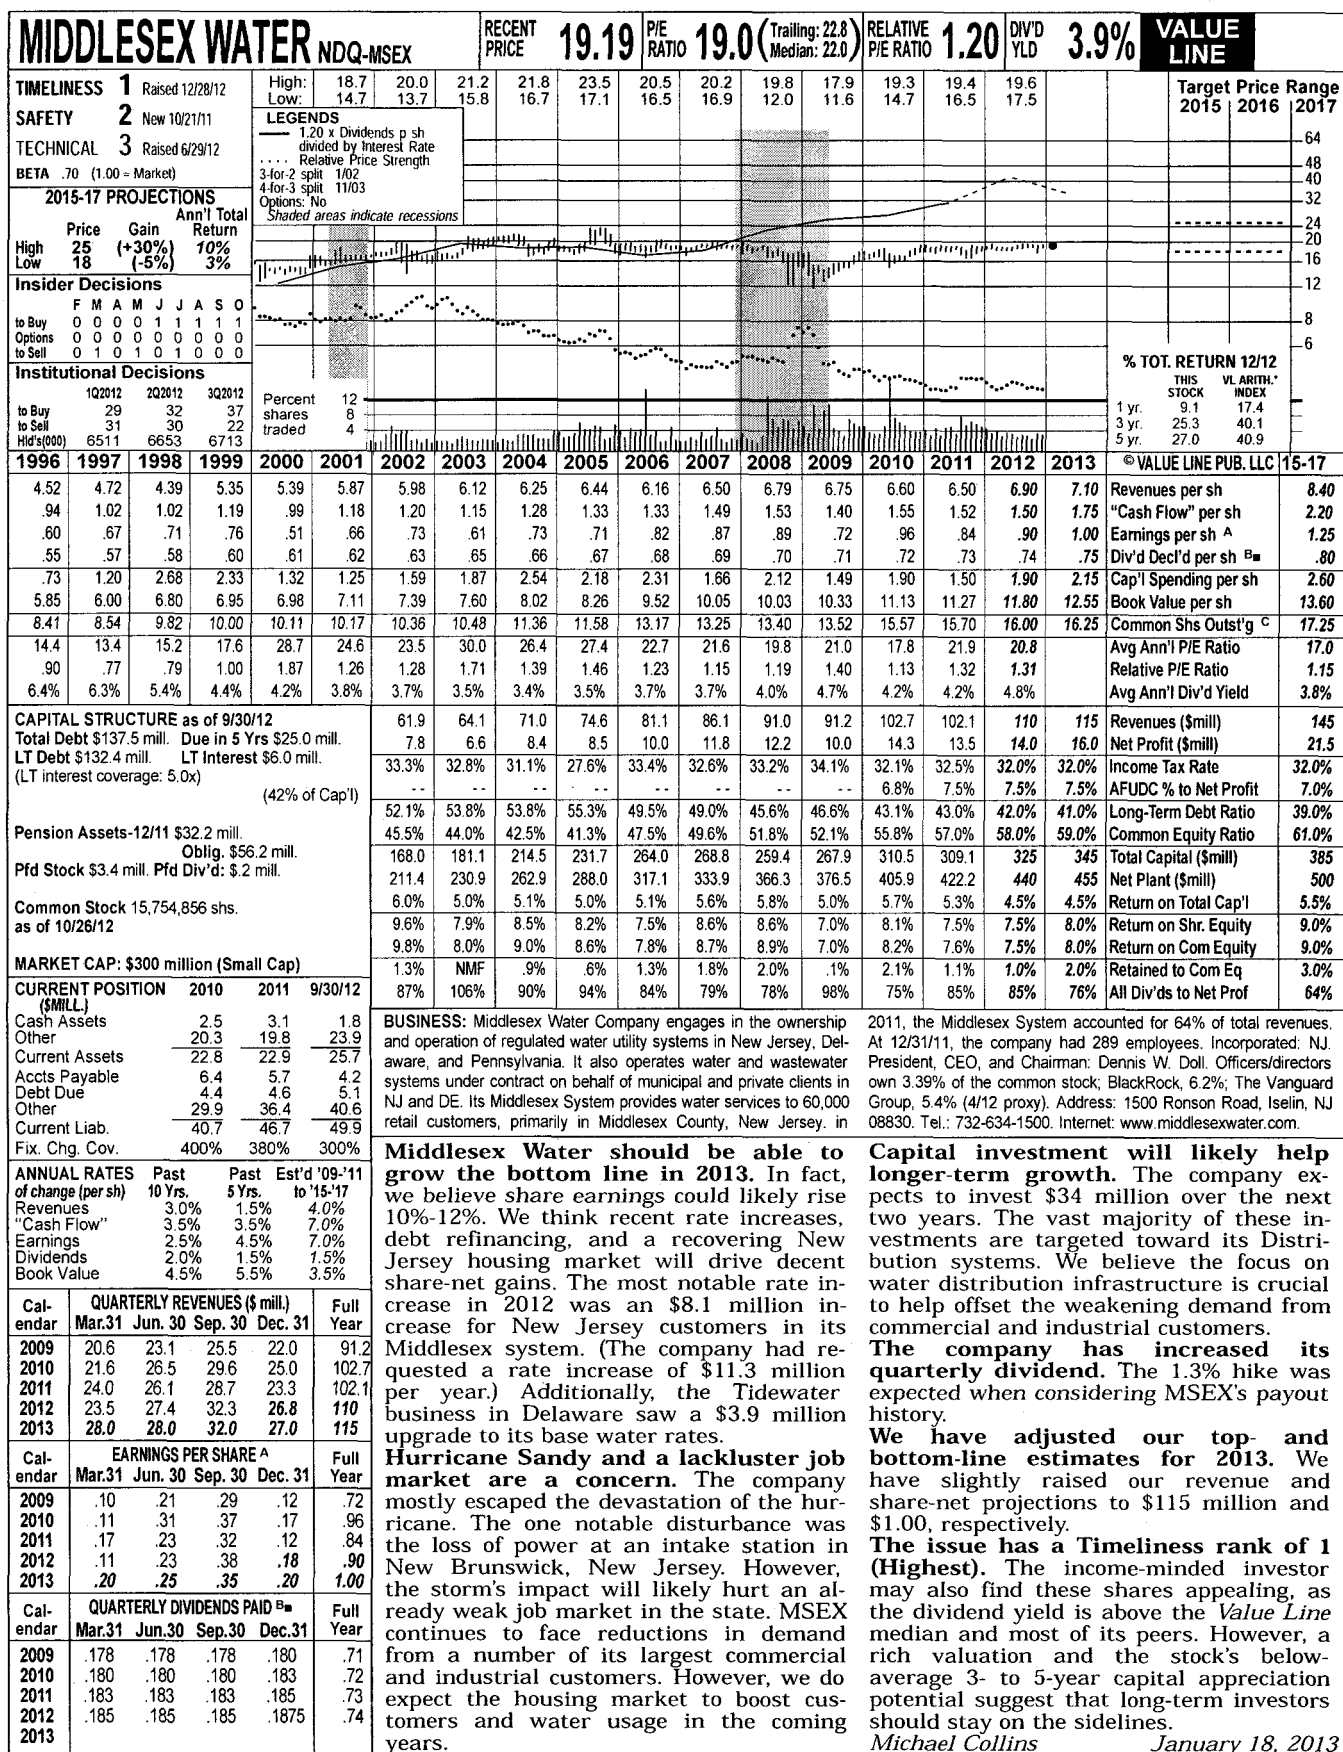 MIDDLESEX WATER NDQ-MSEX
RECENT PRICE 19.19
P/E RATIO 19.0 (Trailing: 22.8 Median: 22.0)
RELATIVE P/E RATIO 1.20
DIV'D YLD 3.9%
VALUE LINE
TIMELINESS 1 Raised 12/28/12
SAFETY 2 New 10/21/11
TECHNICAL 3 Raised 6/29/12
BETA .70 (1.00 = Market)
High: 18.7 20.0 21.2 21.8 23.5 20.5 20.2 19.8 17.9 19.3 19.4 19.6
Low: 14.7 13.7 15.8 16.7 17.1 16.5 16.9 12.0 11.6 14.7 16.5 17.5
Target Price Range
2015 2016 2017
LEGENDS
1.20 x Dividends p sh
divided by Interest Rate
Relative Price Strength
3-for-2 split 1/02
4-for-3 split 11/03
Options: No
Shaded areas indicate recessions
64
48
40
32
24
20
16
12
8
6
2015-17 PROJECTIONS
Ann'l Total
Price Gain Return
High 25 (+30%) 10%
Low 18 (-5%) 3%
Insider Decisions
F M A M J J A S O
to Buy 0 0 0 0 1 1 1 1 1
Options 0 0 0 0 0 0 0 0 0
to Sell 0 1 0 1 0 1 0 0 0
Institutional Decisions
1Q2012 2Q2012 3Q2012
to Buy 29 32 37
to Sell 31 30 22
Hld's(000) 6511 6653 6713
Percent shares traded
12
8
4
% TOT. RETURN 12/12
THIS STOCK VL ARITH.* INDEX
1 yr. 9.1 17.4
3 yr. 25.3 40.1
5 yr. 27.0 40.9
1996 1997 1998 1999 2000 2001 2002 2003 2004 2005 2006 2007 2008 2009 2010 2011 2012 2013 © VALUE LINE PUB. LLC 15-17
4.52 4.72 4.39 5.35 5.39 5.87 5.98 6.12 6.25 6.44 6.16 6.50 6.79 6.75 6.60 6.50 6.90 7.10 Revenues per sh 8.40
.94 1.02 1.02 1.19 .99 1.18 1.20 1.15 1.28 1.33 1.33 1.49 1.53 1.40 1.55 1.52 1.50 1.75 "Cash Flow" per sh 2.20
.60 .67 .71 .76 .51 .66 .73 .61 .73 .71 .82 .87 .89 .72 .96 .84 .90 1.00 Earnings per sh A 1.25
.55 .57 .58 .60 .61 .62 .63 .65 .66 .67 .68 .69 .70 .71 .72 .73 .74 .75 Div'd Decl'd per sh B■ .80
.73 1.20 2.68 2.33 1.32 1.25 1.59 1.87 2.54 2.18 2.31 1.66 2.12 1.49 1.90 1.50 1.90 2.15 Cap'l Spending per sh 2.60
5.85 6.00 6.80 6.95 6.98 7.11 7.39 7.60 8.02 8.26 9.52 10.05 10.03 10.33 11.13 11.27 11.80 12.55 Book Value per sh 13.60
8.41 8.54 9.82 10.00 10.11 10.17 10.36 10.48 11.36 11.58 13.17 13.25 13.40 13.52 15.57 15.70 16.00 16.25 Common Shs Outst'g C 17.25
14.4 13.4 15.2 17.6 28.7 24.6 23.5 30.0 26.4 27.4 22.7 21.6 19.8 21.0 17.8 21.9 20.8 Avg Ann'l P/E Ratio 17.0
.90 .77 .79 1.00 1.87 1.26 1.28 1.71 1.39 1.46 1.23 1.15 1.19 1.40 1.13 1.32 1.31 Relative P/E Ratio 1.15
6.4% 6.3% 5.4% 4.4% 4.2% 3.8% 3.7% 3.5% 3.4% 3.5% 3.7% 3.7% 4.0% 4.7% 4.2% 4.2% 4.8% Avg Ann'l Div'd Yield 3.8%
CAPITAL STRUCTURE as of 9/30/12
Total Debt $137.5 mill. Due in 5 Yrs $25.0 mill.
LT Debt $132.4 mill. LT Interest $6.0 mill.
(LT interest coverage: 5.0x)
(42% of Cap'l)
Pension Assets-12/11 $32.2 mill.
Oblig. $56.2 mill.
Pfd Stock $3.4 mill. Pfd Div'd: $.2 mill.
Common Stock 15,754,856 shs.
as of 10/26/12
MARKET CAP: $300 million (Small Cap)
61.9 64.1 71.0 74.6 81.1 86.1 91.0 91.2 102.7 102.1 110 115 Revenues ($mill) 145
7.8 6.6 8.4 8.5 10.0 11.8 12.2 10.0 14.3 13.5 14.0 16.0 Net Profit ($mill) 21.5
33.3% 32.8% 31.1% 27.6% 33.4% 32.6% 33.2% 34.1% 32.1% 32.5% 32.0% 32.0% Income Tax Rate 32.0%
-- -- -- -- -- -- -- -- 6.8% 7.5% 7.5% 7.5% AFUDC % to Net Profit 7.0%
52.1% 53.8% 53.8% 55.3% 49.5% 49.0% 45.6% 46.6% 43.1% 43.0% 42.0% 41.0% Long-Term Debt Ratio 39.0%
45.5% 44.0% 42.5% 41.3% 47.5% 49.6% 51.8% 52.1% 55.8% 57.0% 58.0% 59.0% Common Equity Ratio 61.0%
168.0 181.1 214.5 231.7 264.0 268.8 259.4 267.9 310.5 309.1 325 345 Total Capital ($mill) 385
211.4 230.9 262.9 288.0 317.1 333.9 366.3 376.5 405.9 422.2 440 455 Net Plant ($mill) 500
6.0% 5.0% 5.1% 5.0% 5.1% 5.6% 5.8% 5.0% 5.7% 5.3% 4.5% 4.5% Return on Total Cap'l 5.5%
9.6% 7.9% 8.5% 8.2% 7.5% 8.6% 8.6% 7.0% 8.1% 7.5% 7.5% 8.0% Return on Shr. Equity 9.0%
9.8% 8.0% 9.0% 8.6% 7.8% 8.7% 8.9% 7.0% 8.2% 7.6% 7.5% 8.0% Return on Com Equity 9.0%
1.3% NMF .9% .6% 1.3% 1.8% 2.0% .1% 2.1% 1.1% 1.0% 2.0% Retained to Com Eq 3.0%
87% 106% 90% 94% 84% 79% 78% 98% 75% 85% 85% 76% All Div'ds to Net Prof 64%
CURRENT POSITION 2010 2011 9/30/12
($MILL.)
Cash Assets 2.5 3.1 1.8
Other 20.3 19.8 23.9
Current Assets 22.8 22.9 25.7
Accts Payable 6.4 5.7 4.2
Debt Due 4.4 4.6 5.1
Other 29.9 36.4 40.6
Current Liab. 40.7 46.7 49.9
Fix. Chg. Cov. 400% 380% 300%
ANNUAL RATES Past Past Est'd '09-'11
of change (per sh) 10 Yrs. 5 Yrs. to '15-'17
Revenues 3.0% 1.5% 4.0%
"Cash Flow" 3.5% 3.5% 7.0%
Earnings 2.5% 4.5% 7.0%
Dividends 2.0% 1.5% 1.5%
Book Value 4.5% 5.5% 3.5%
Calendar QUARTERLY REVENUES ($ mill.) Full Year
Mar.31 Jun. 30 Sep. 30 Dec. 31
2009 20.6 23.1 25.5 22.0 91.2
2010 21.6 26.5 29.6 25.0 102.7
2011 24.0 26.1 28.7 23.3 102.1
2012 23.5 27.4 32.3 26.8 110
2013 28.0 28.0 32.0 27.0 115
Calendar EARNINGS PER SHARE A Full Year
Mar.31 Jun. 30 Sep. 30 Dec. 31
2009 .10 .21 .29 .12 .72
2010 .11 .31 .37 .17 .96
2011 .17 .23 .32 .12 .84
2012 .11 .23 .38 .18 .90
2013 .20 .25 .35 .20 1.00
Calendar QUARTERLY DIVIDENDS PAID B■ Full Year
Mar.31 Jun.30 Sep.30 Dec.31
2009 .178 .178 .178 .180 .71
2010 .180 .180 .180 .183 .72
2011 .183 .183 .183 .185 .73
2012 .185 .185 .185 .1875 .74
2013
BUSINESS: Middlesex Water Company engages in the ownership
and operation of regulated water utility systems in New Jersey, Del-
aware, and Pennsylvania. It also operates water and wastewater
systems under contract on behalf of municipal and private clients in
NJ and DE. Its Middlesex System provides water services to 60,000
retail customers, primarily in Middlesex County, New Jersey. in
2011, the Middlesex System accounted for 64% of total revenues.
At 12/31/11, the company had 289 employees. Incorporated: NJ.
President, CEO, and Chairman: Dennis W. Doll. Officers/directors
own 3.39% of the common stock; BlackRock, 6.2%; The Vanguard
Group, 5.4% (4/12 proxy). Address: 1500 Ronson Road, Iselin, NJ
08830. Tel.: 732-634-1500. Internet: www.middlesexwater.com.
Middlesex Water should be able to
grow the bottom line in 2013. In fact,
we believe share earnings could likely rise
10%-12%. We think recent rate increases,
debt refinancing, and a recovering New
Jersey housing market will drive decent
share-net gains. The most notable rate in-
crease in 2012 was an $8.1 million in-
crease for New Jersey customers in its
Middlesex system. (The company had re-
quested a rate increase of $11.3 million
per year.) Additionally, the Tidewater
business in Delaware saw a $3.9 million
upgrade to its base water rates.
Hurricane Sandy and a lackluster job
market are a concern. The company
mostly escaped the devastation of the hur-
ricane. The one notable disturbance was
the loss of power at an intake station in
New Brunswick, New Jersey. However,
the storm's impact will likely hurt an al-
ready weak job market in the state. MSEX
continues to face reductions in demand
from a number of its largest commercial
and industrial customers. However, we do
expect the housing market to boost cus-
tomers and water usage in the coming
years.
Capital investment will likely help
longer-term growth. The company ex-
pects to invest $34 million over the next
two years. The vast majority of these in-
vestments are targeted toward its Distri-
bution systems. We believe the focus on
water distribution infrastructure is crucial
to help offset the weakening demand from
commercial and industrial customers.
The company has increased its
quarterly dividend. The 1.3% hike was
expected when considering MSEX's payout
history.
We have adjusted our top- and
bottom-line estimates for 2013. We
have slightly raised our revenue and
share-net projections to $115 million and
$1.00, respectively.
The issue has a Timeliness rank of 1
(Highest). The income-minded investor
may also find these shares appealing, as
the dividend yield is above the Value Line
median and most of its peers. However, a
rich valuation and the stock's below-
average 3- to 5-year capital appreciation
potential suggest that long-term investors
should stay on the sidelines.
Michael Collins January 18, 2013